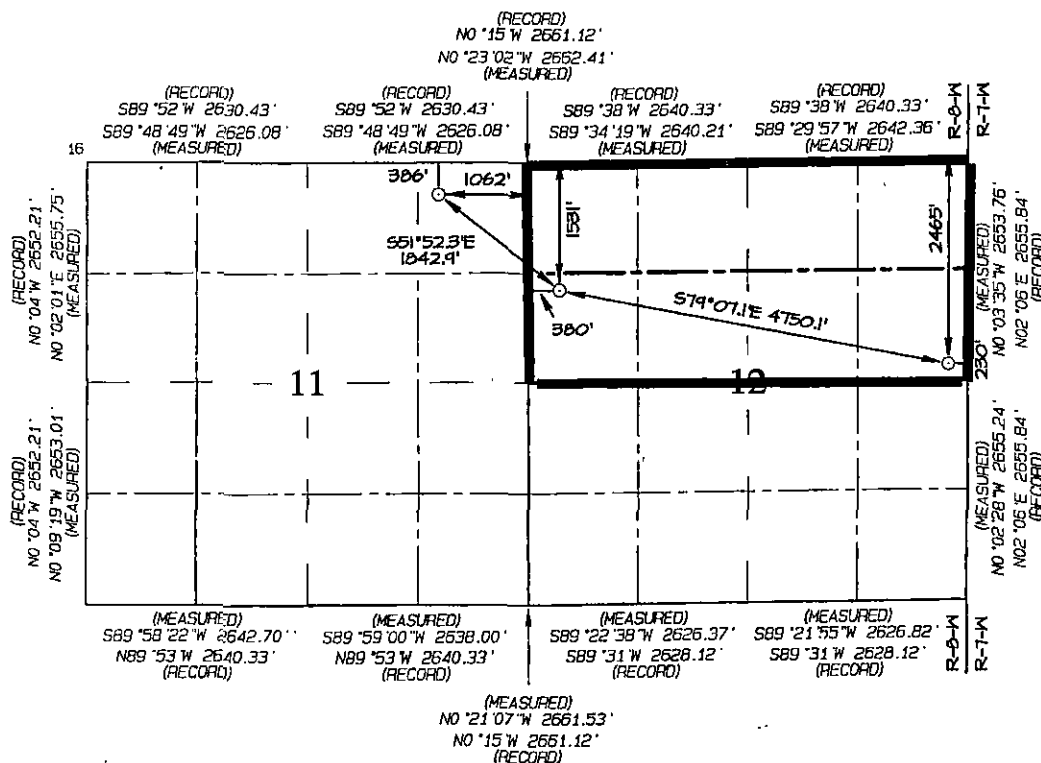 (RECORD)
N0 °15'W 2661.12'
N0 °23'02"W 2662.41'
(MEASURED)
(RECORD)
S89 °52'W 2630.43'
S89 °48'49"W 2626.08'
(MEASURED)
(RECORD)
S89 °52'W 2630.43'
S89 °48'49"W 2626.08'
(MEASURED)
(RECORD)
S89 °38'W 2640.33'
S89 °34'19"W 2640.21'
(MEASURED)
(RECORD)
S89 °38'W 2640.33'
S89 °29'57"W 2642.36'
(MEASURED)
R-8-W
R-7-W
16
386'
1062'
1581'
2465'
S51°52.3'E
1842.9'
380'
S79°07.1'E 4750.1'
230'
(RECORD)
N0 °04'W 2652.21'
N0 °02'01"E 2655.75'
(MEASURED)
(MEASURED)
N0 °03'35"W 2653.76'
N02 °06'E 2655.84'
(RECORD)
11
12
(RECORD)
N0 °04'W 2652.21'
N0 °09'19"W 2653.01'
(MEASURED)
(MEASURED)
N0 °02'28"W 2655.24'
N02 °06'E 2655.84'
(RECORD)
(MEASURED)
S89 °58'22"W 2642.70'
N89 °53'W 2640.33'
(RECORD)
(MEASURED)
S89 °59'00"W 2638.00'
N89 °53'W 2640.33'
(RECORD)
(MEASURED)
S89 °22'38"W 2626.37'
S89 °31'W 2628.12'
(RECORD)
(MEASURED)
S89 °21'55"W 2626.82'
S89 °31'W 2628.12'
(RECORD)
R-8-W
R-7-W
(MEASURED)
N0 °21'07"W 2661.53'
N0 °15'W 2661.12'
(RECORD)